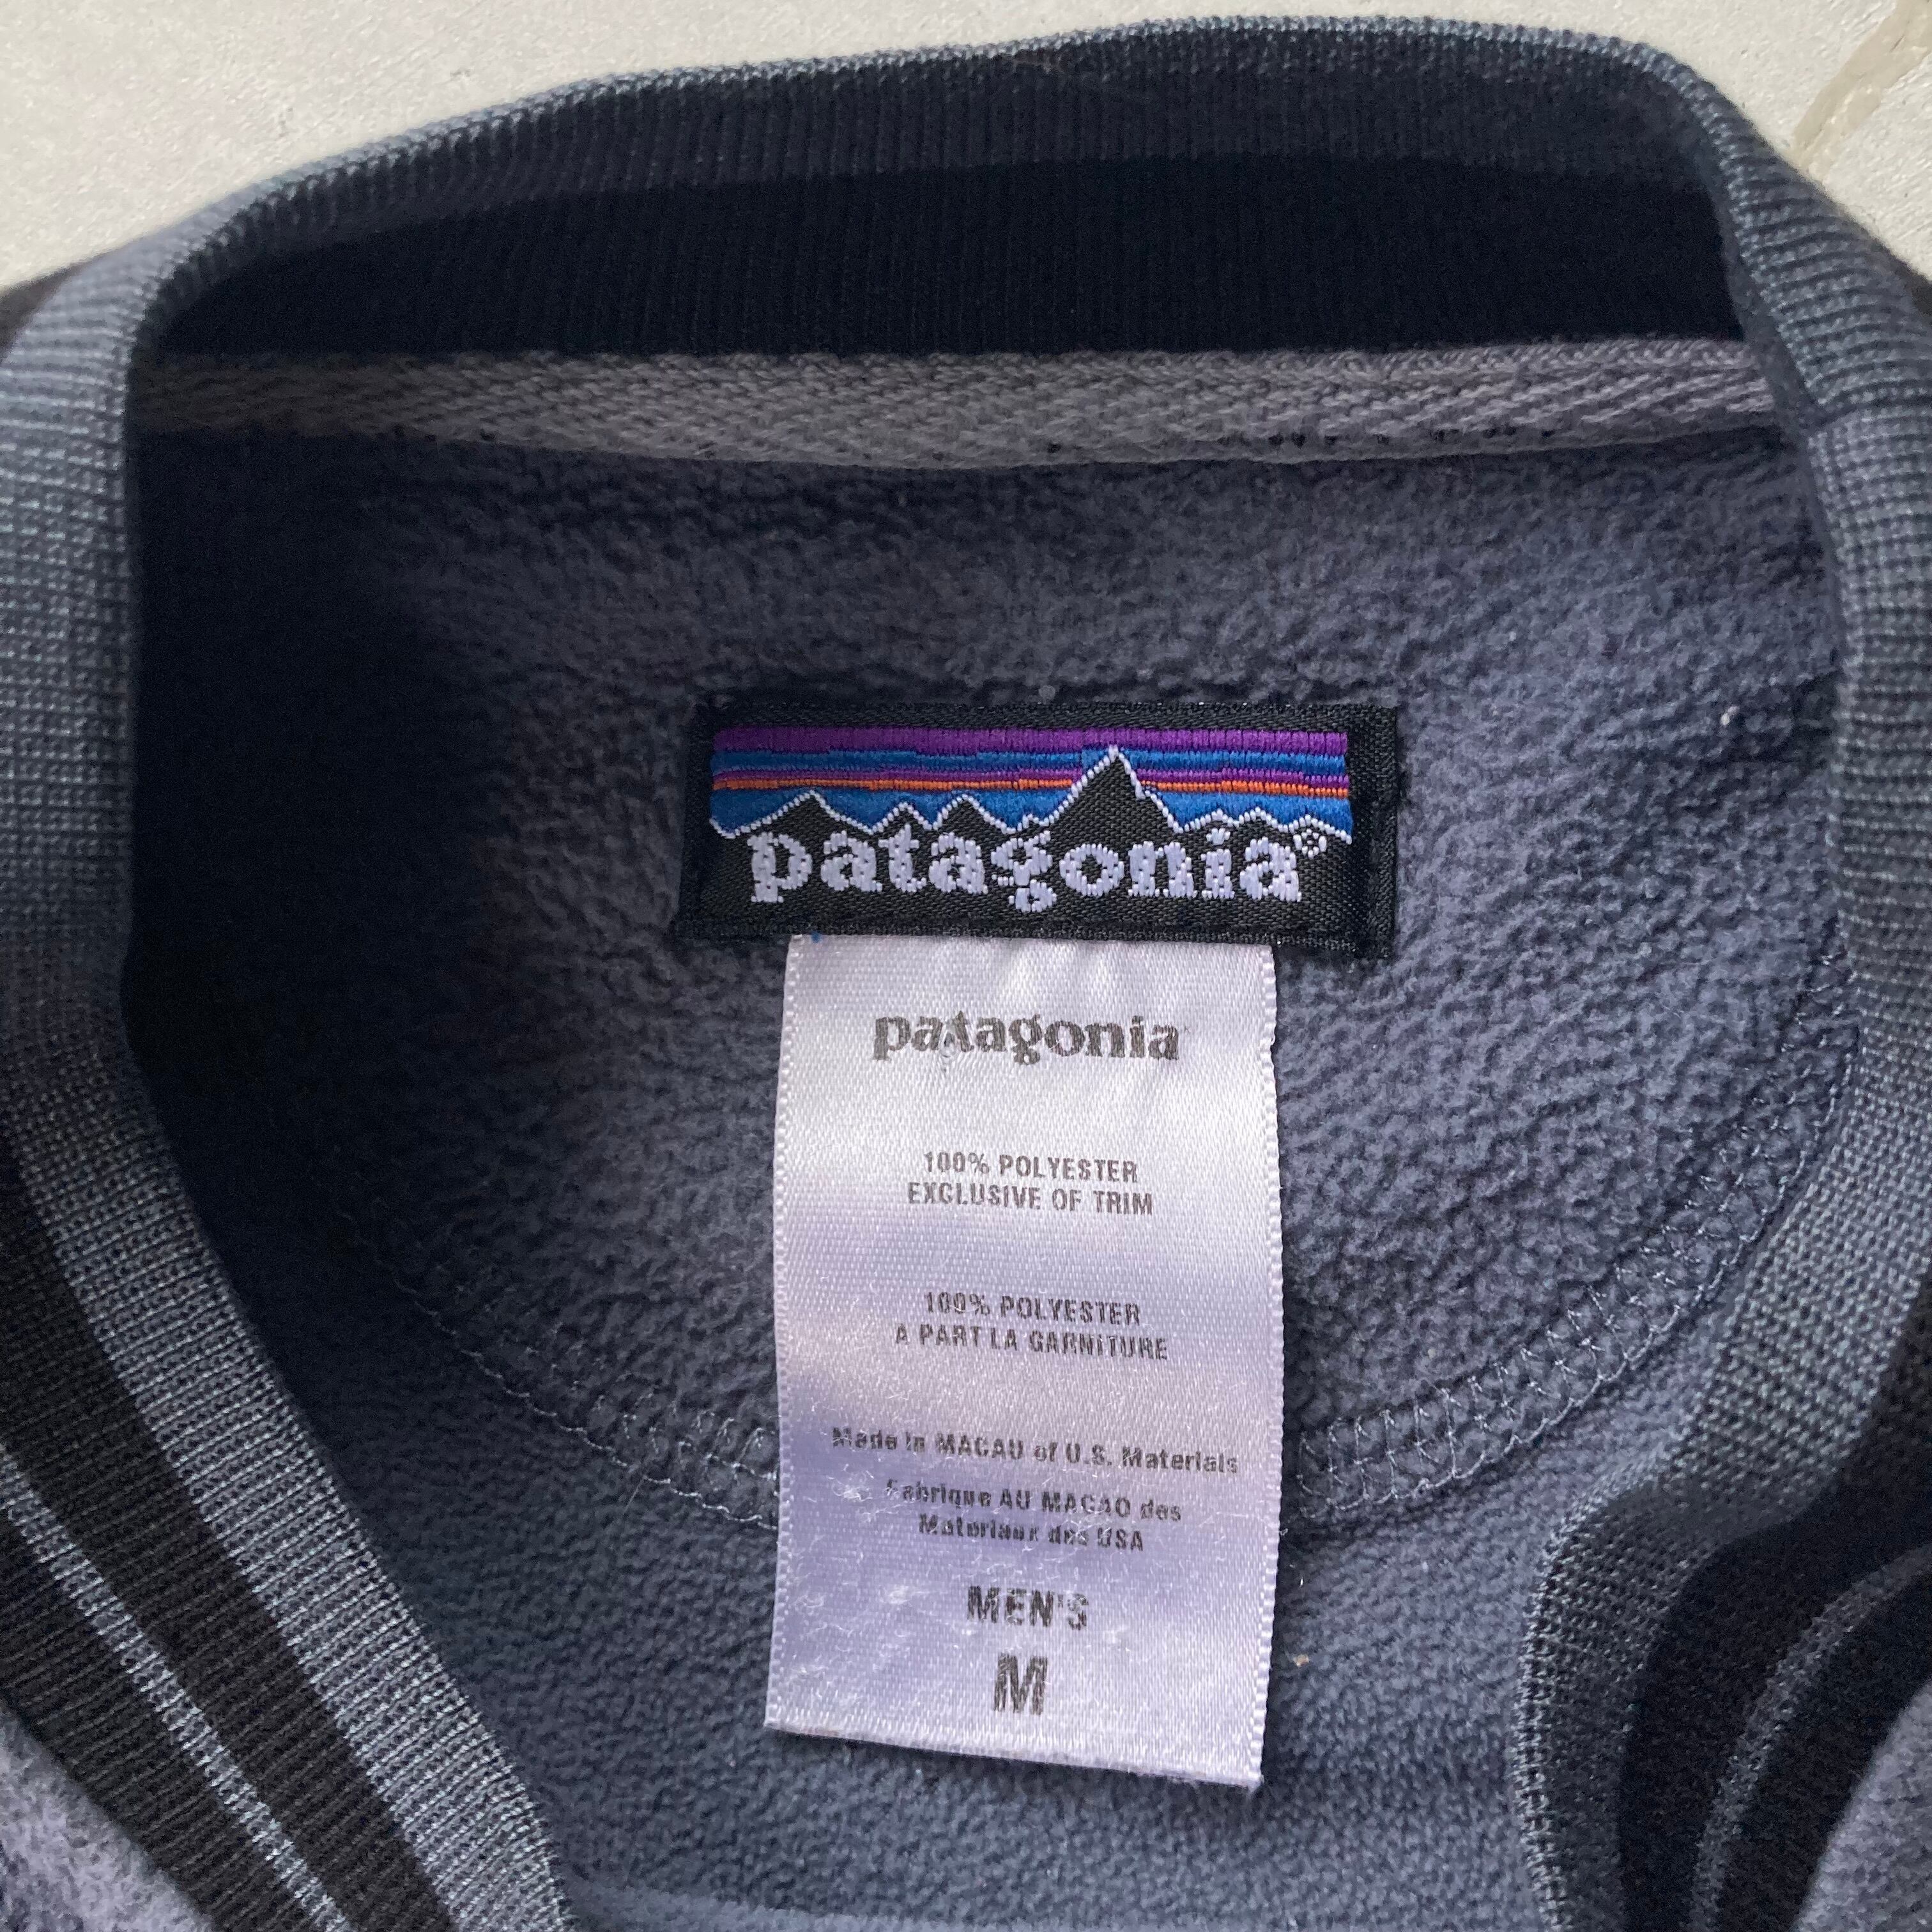 patagonia®
patagonia
100% POLYESTER
EXCLUSIVE OF TRIM
100% POLYESTER
A PART LA GARNITURE
Made in MACAU of U.S. Materials
Fabrique AU MACAO des
Materiaux des USA
MEN'S
M